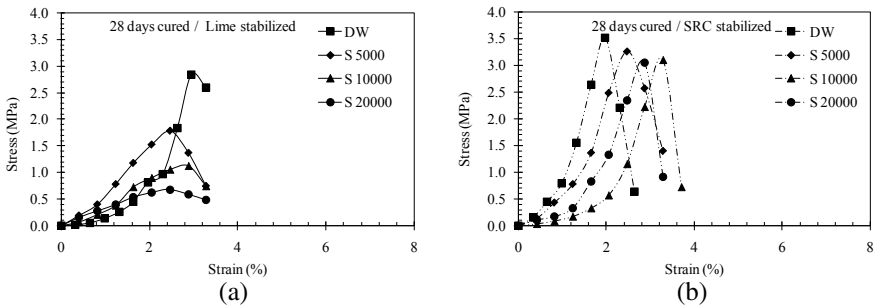 28 days cured / Lime stabilized
4.0
3.5
3.0
2.5
2.0
1.5
1.0
0.5
0.0
Stress (MPa)
DW
S 5000
S 10000
S 20000
0 2 4 6 8
Strain (%)
(a)
28 days cured / SRC stabilized
4.0
3.5
3.0
2.5
2.0
1.5
1.0
0.5
0.0
Stress (MPa)
DW
S 5000
S 10000
S 20000
0 2 4 6 8
Strain (%)
(b)